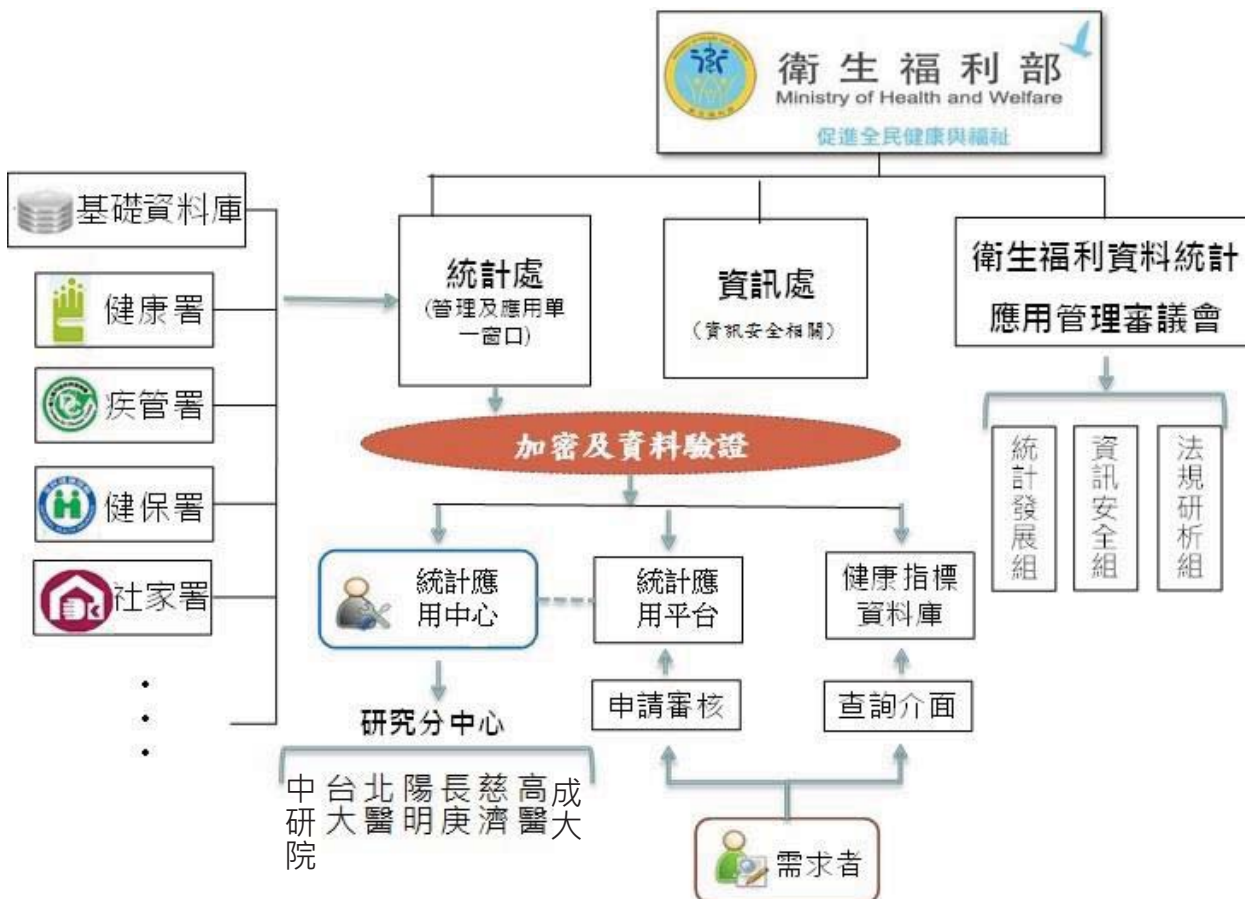 衛生福利部
Ministry of Health and Welfare
促進全民健康與福祉
基礎資料庫
健康署
疾管署
健保署
社家署
統計處
(管理及應用單
一窗口)
資訊處
(資訊安全相關)
衛生福利資料統計
應用管理審議會
統計發展組
資訊安全組
法規研析組
加密及資料驗證
統計應
用中心
統計應
用平台
健康指標
資料庫
申請審核
查詢介面
研究分中心
中研院
台大
北醫
陽明
長庚
慈濟
高醫
成大
需求者